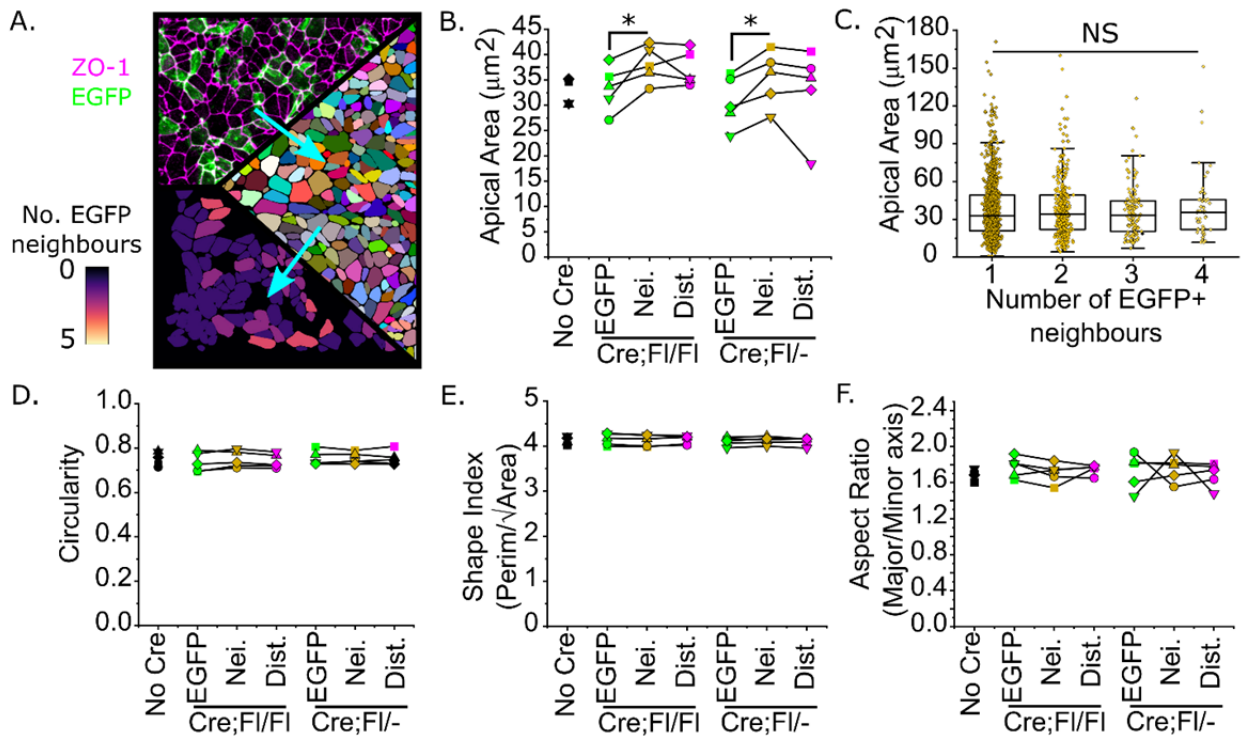 A.
ZO-1
EGFP
No. EGFP
neighbours
0
5
B.
Apical Area (μm2)
45
40
35
30
25
20
15
10
5
0
*
*
No Cre
EGFP
Nei.
Dist.
EGFP
Nei.
Dist.
Cre;Fl/Fl
Cre;Fl/-
C.
Apical Area (μm2)
180
150
120
90
60
30
0
NS
1 2 3 4
Number of EGFP+
neighbours
D.
Circularity
1.0
0.8
0.6
0.4
0.2
0.0
No Cre
EGFP
Nei.
Dist.
EGFP
Nei.
Dist.
Cre;Fl/Fl
Cre;Fl/-
E.
Shape Index
(Perim/√Area)
5
4
3
2
1
0
No Cre
EGFP
Nei.
Dist.
EGFP
Nei.
Dist.
Cre;Fl/Fl
Cre;Fl/-
F.
Aspect Ratio
(Major/Minor axis)
2.4
2.0
1.6
1.2
0.8
0.4
0.0
No Cre
EGFP
Nei.
Dist.
EGFP
Nei.
Dist.
Cre;Fl/Fl
Cre;Fl/-